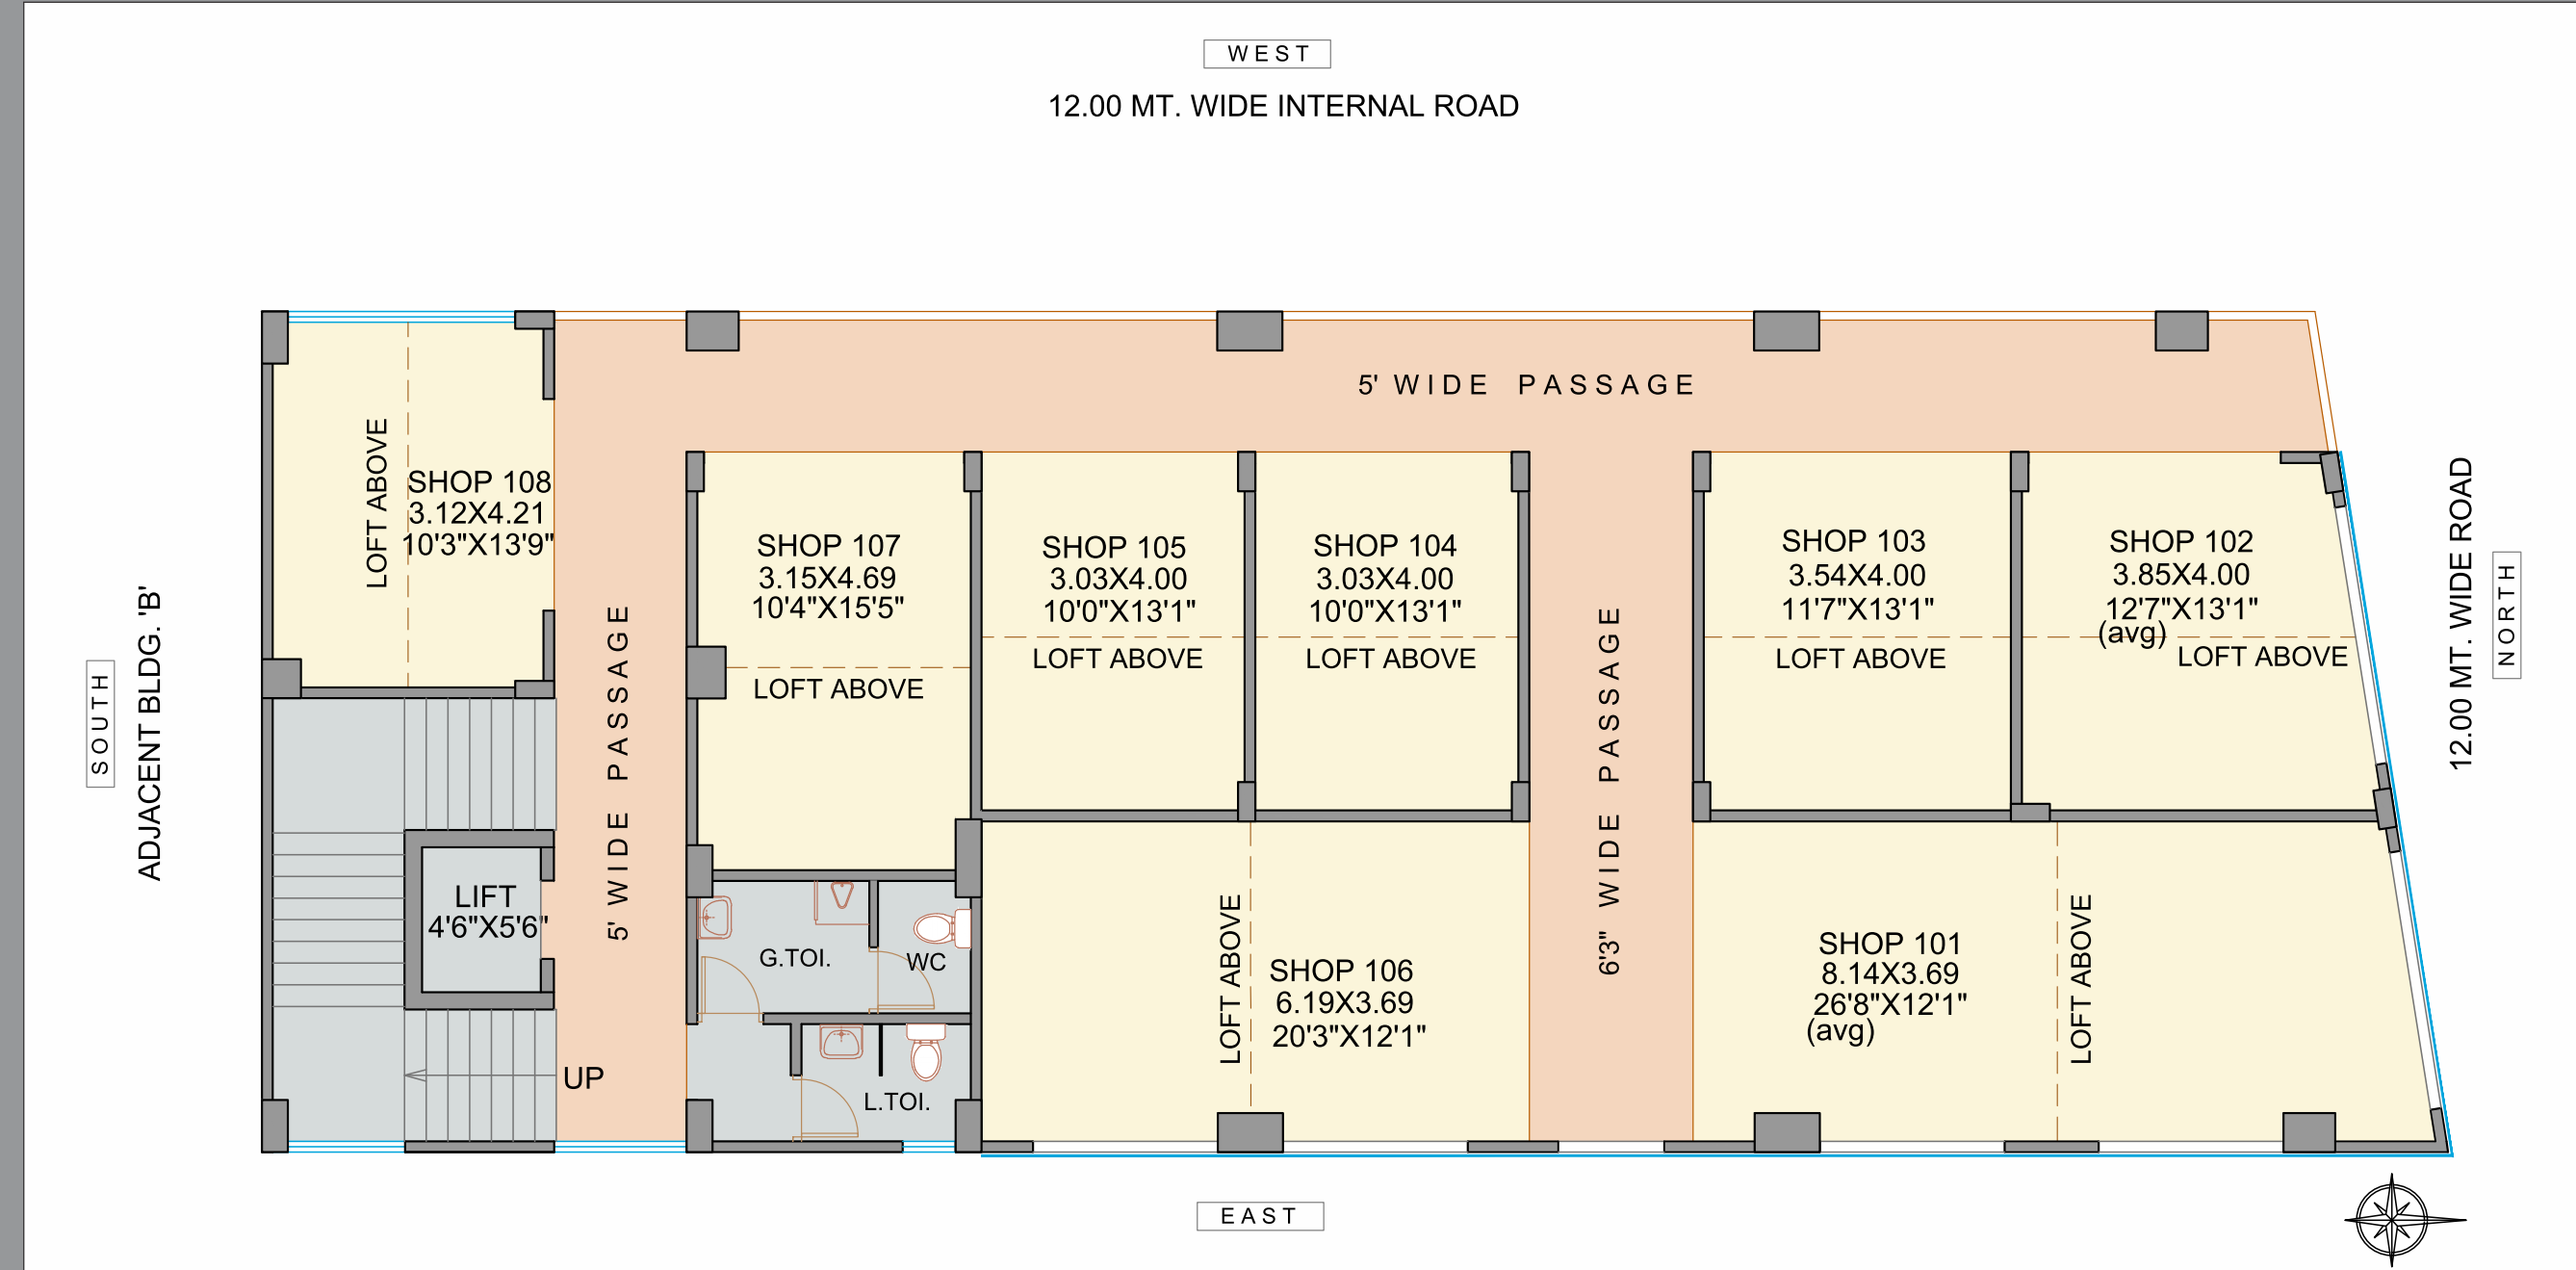 WEST
12.00 MT. WIDE INTERNAL ROAD
5' WIDE PASSAGE
LOFT ABOVE
SHOP 108
3.12X4.21
10'3"X13'9"
SHOP 107
3.15X4.69
10'4"X15'5"
LOFT ABOVE
SHOP 105
3.03X4.00
10'0"X13'1"
LOFT ABOVE
SHOP 104
3.03X4.00
10'0"X13'1"
LOFT ABOVE
SHOP 103
3.54X4.00
11'7"X13'1"
LOFT ABOVE
SHOP 102
3.85X4.00
12'7"X13'1"
(avg)
LOFT ABOVE
12.00 MT. WIDE ROAD
NORTH
SOUTH
ADJACENT BLDG. 'B'
5' WIDE PASSAGE
6'3" WIDE PASSAGE
LIFT
4'6"X5'6"
UP
G.TOI.
WC
L.TOI.
LOFT ABOVE
SHOP 106
6.19X3.69
20'3"X12'1"
SHOP 101
8.14X3.69
26'8"X12'1"
(avg)
LOFT ABOVE
EAST